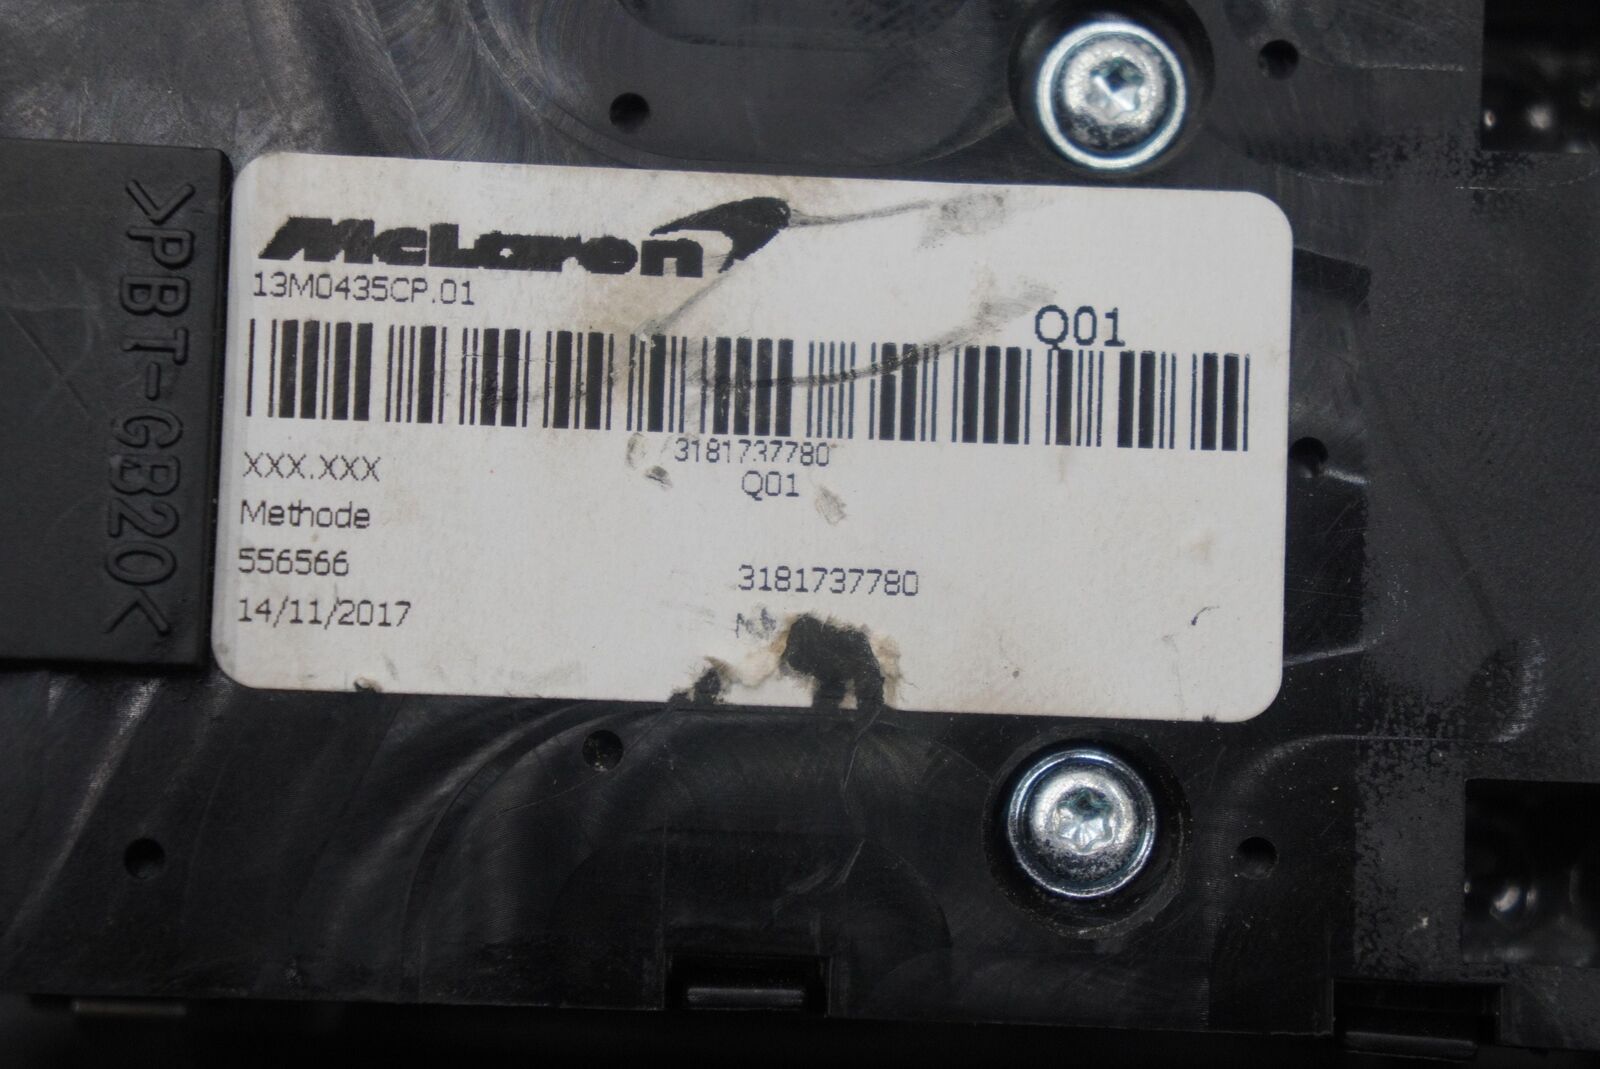 >PBT-GB20<
McLaren
13M0435CP.01
Q01
3181737780
Q01
XXX.XXX
Methode
556566
3181737780
14/11/2017